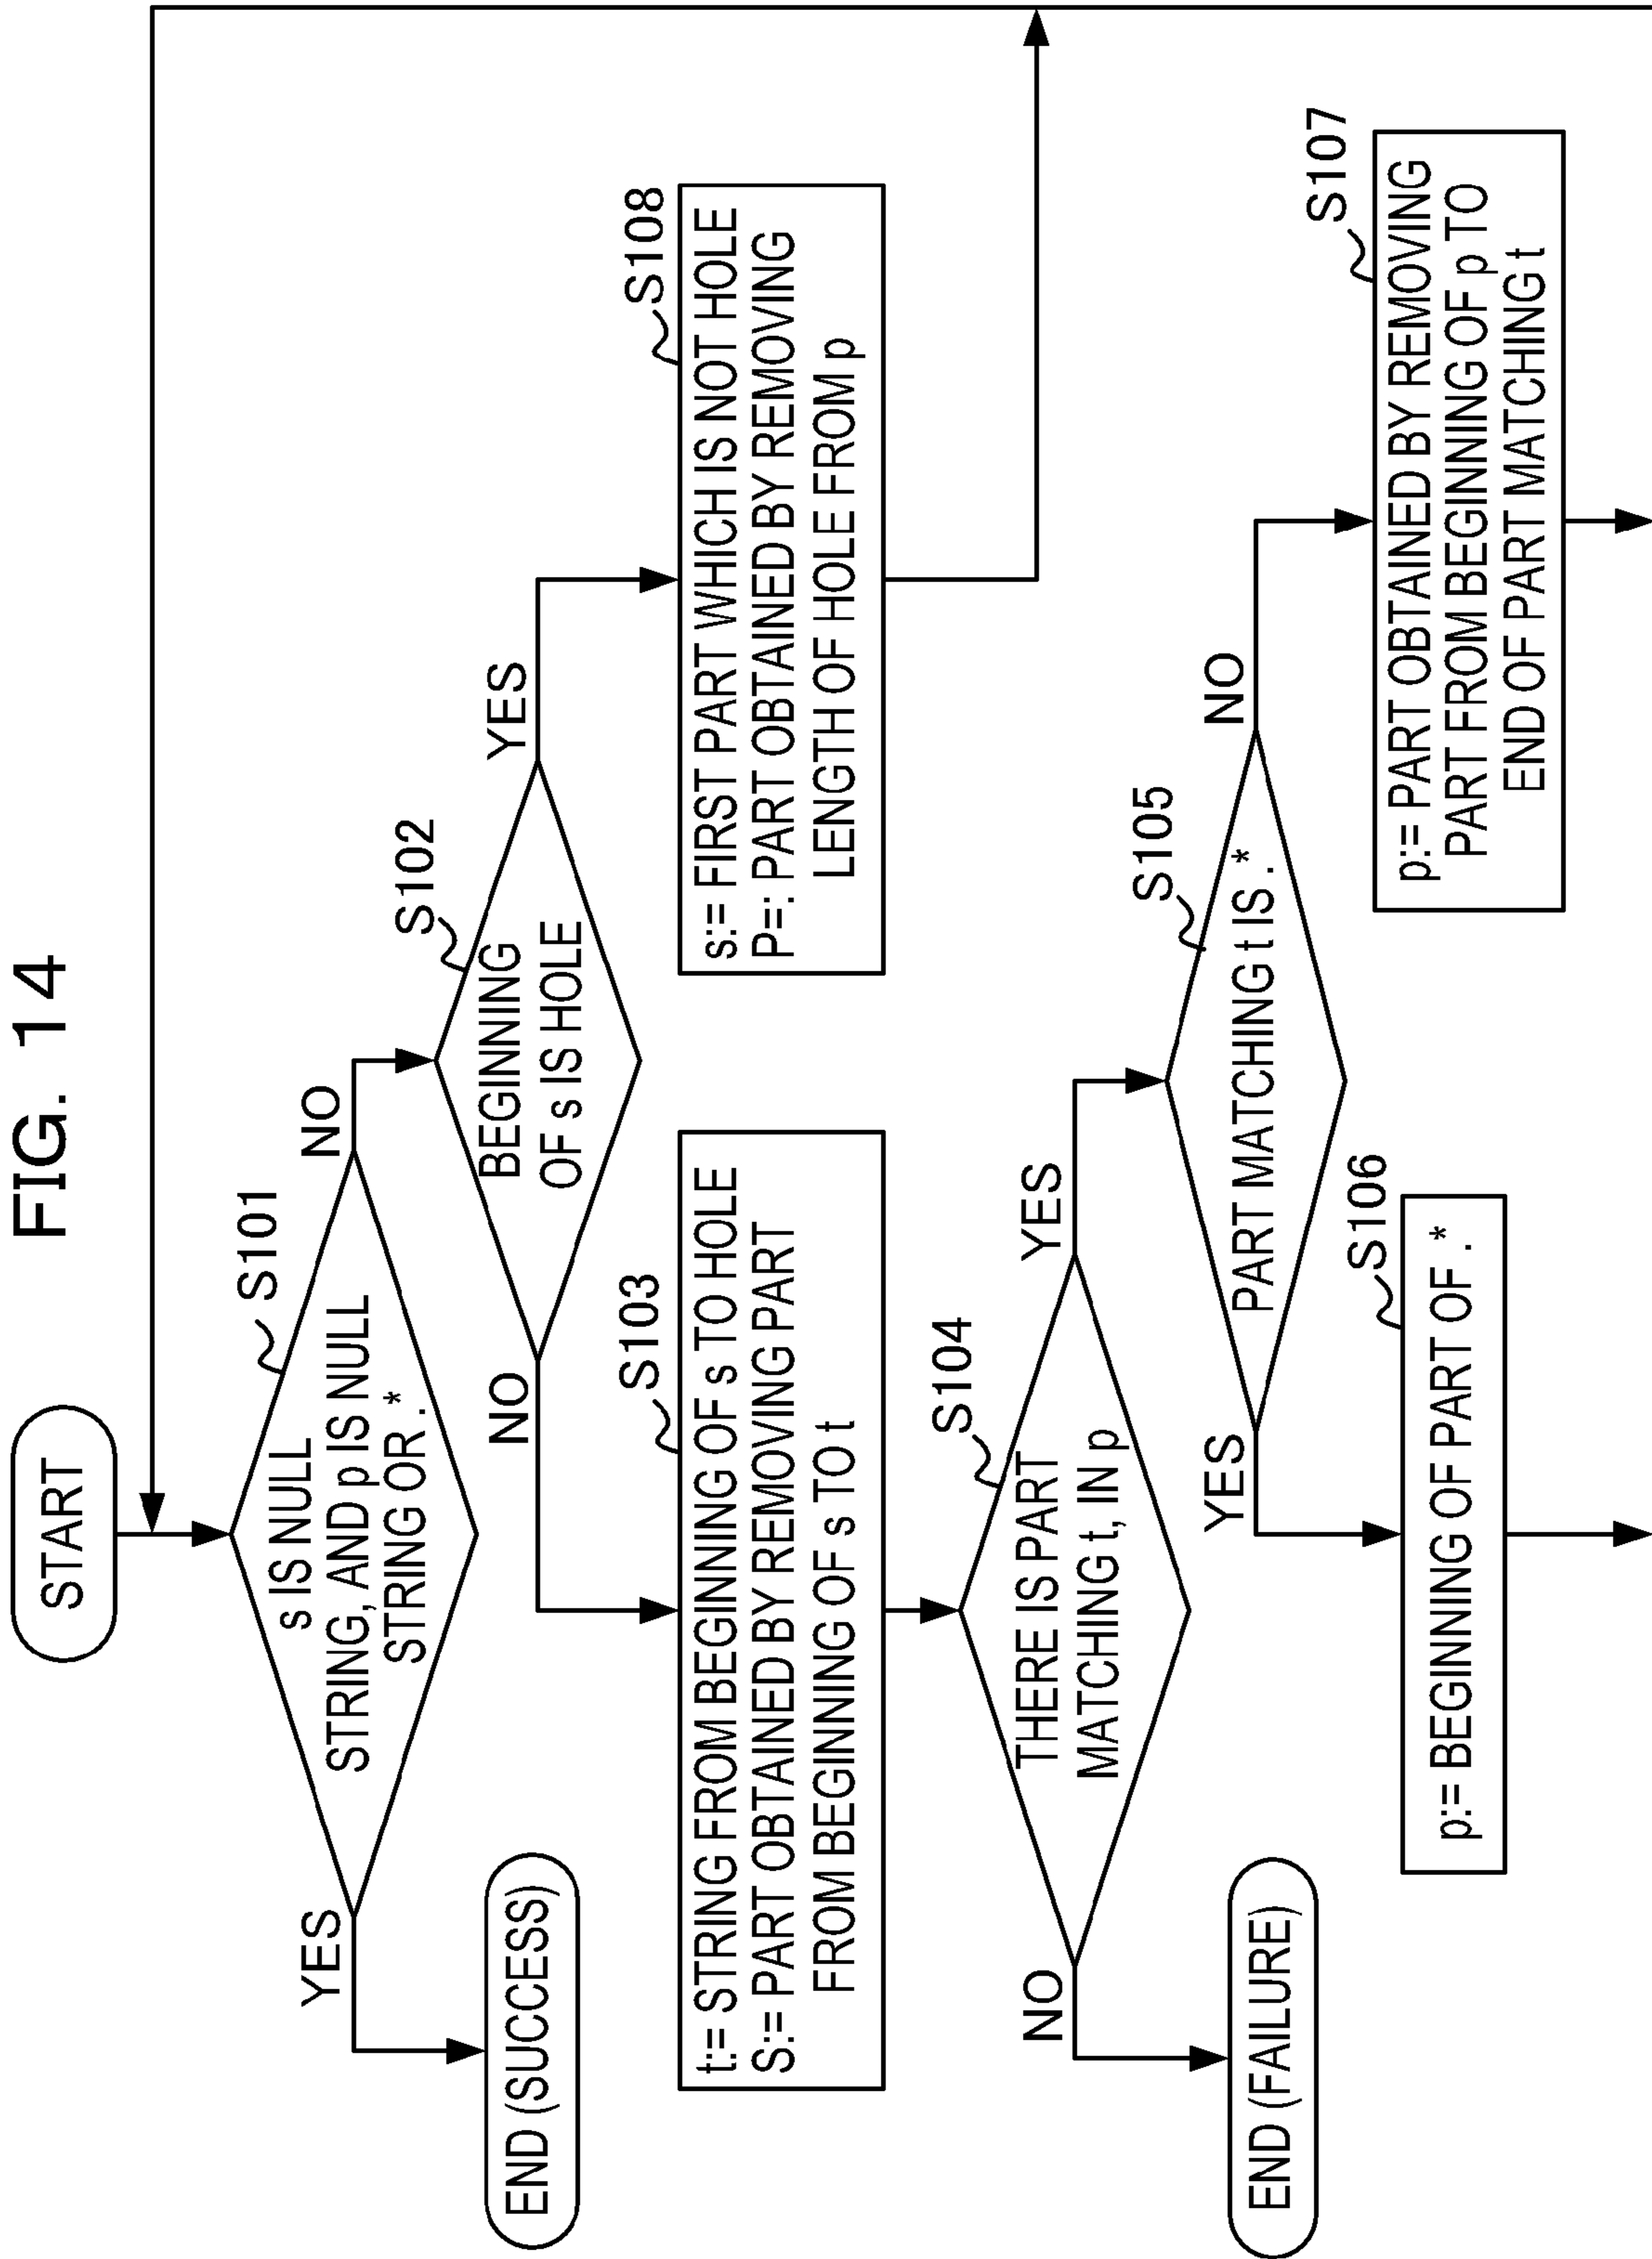 FIG. 14
START
S101
s IS NULL
STRING, AND p IS NULL
STRING OR .*
YES
NO
END (SUCCESS)
S102
BEGINNING
OF s IS HOLE
NO
YES
S103
t:= STRING FROM BEGINNING OF s TO HOLE
S:= PART OBTAINED BY REMOVING PART
FROM BEGINNING OF s TO t
S108
s:= FIRST PART WHICH IS NOT HOLE
P=: PART OBTAINED BY REMOVING
LENGTH OF HOLE FROM p
S104
THERE IS PART
MATCHING t, IN p
NO
YES
END (FAILURE)
S105
PART MATCHING t IS .*
YES
NO
S106
p:= BEGINNING OF PART OF .*
S107
p:= PART OBTAINED BY REMOVING
PART FROM BEGINNING OF p TO
END OF PART MATCHING t